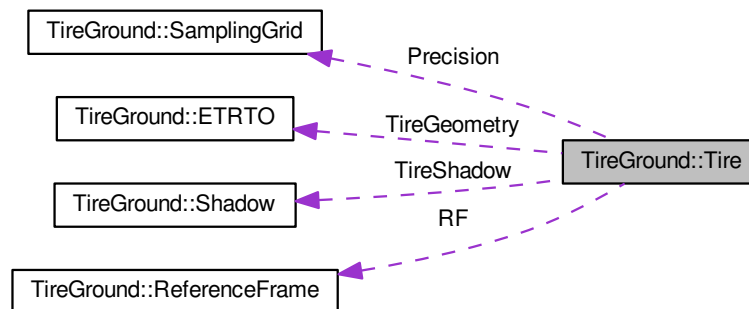 TireGround::SamplingGrid
Precision
TireGround::ETRTO
TireGeometry
TireGround::Tire
TireShadow
TireGround::Shadow
RF
TireGround::ReferenceFrame